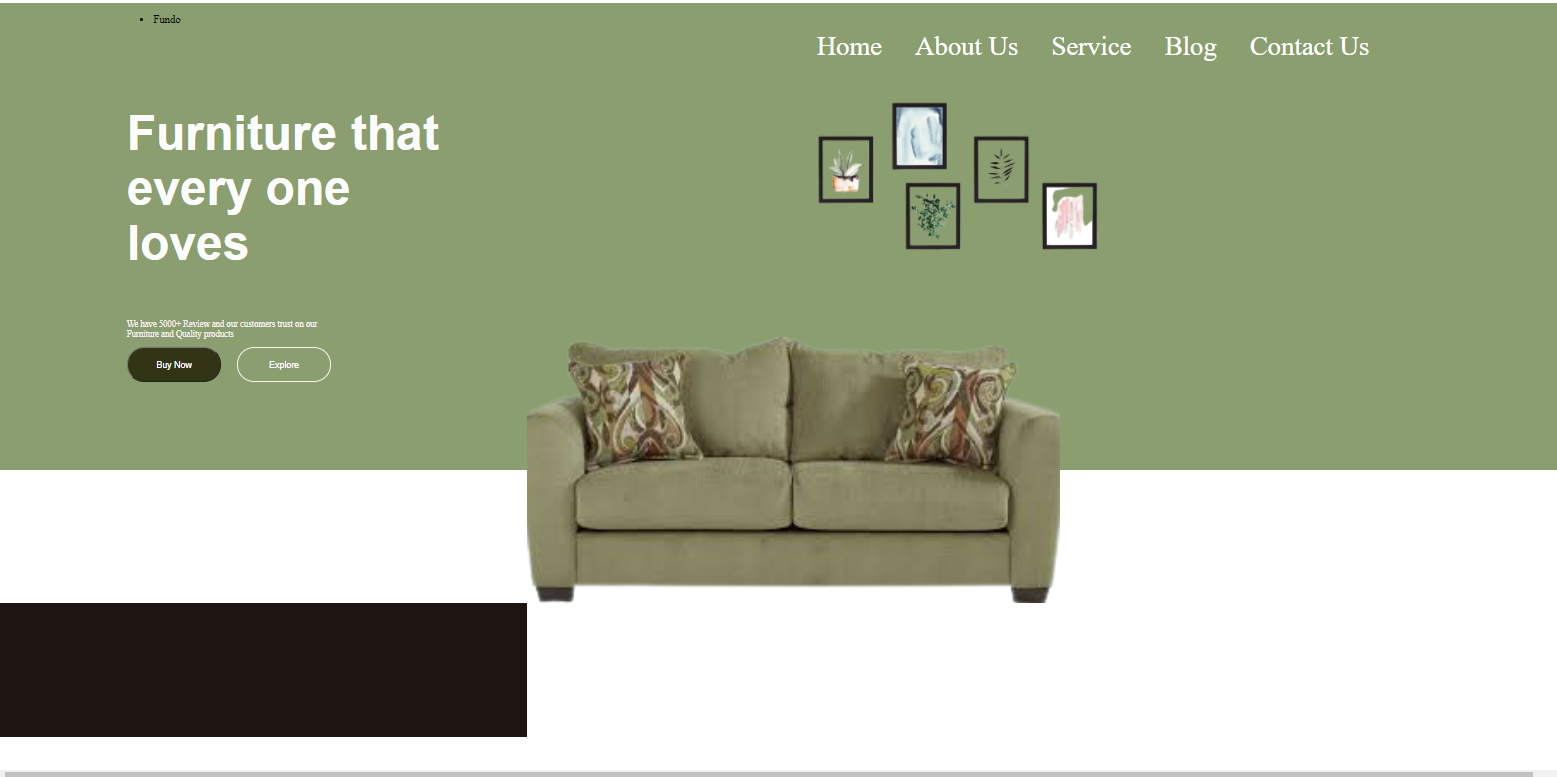 Fundo
Home About Us Service Blog Contact Us
Furniture that
every one
loves
We have 5000+ Review and our customers trust on our
Furniture and Quality products
Buy Now Explore